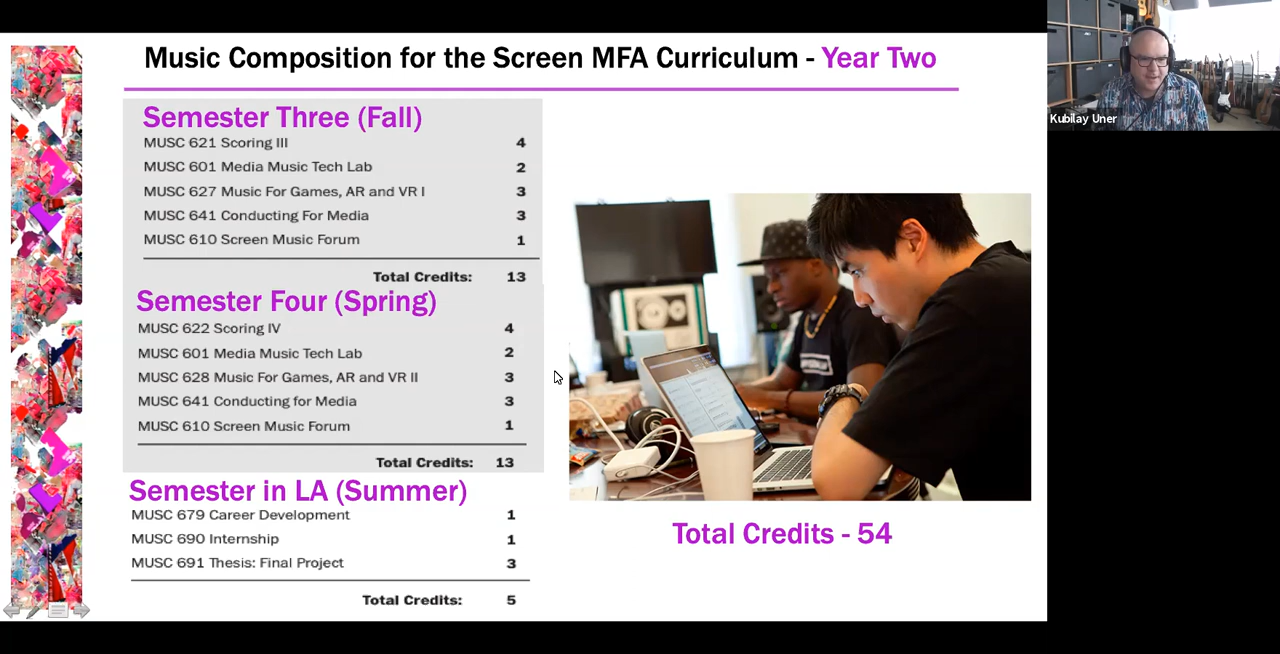 Music Composition for the Screen MFA Curriculum - Year Two
Kubilay Uner
Semester Three (Fall)
MUSC 621 Scoring III 4
MUSC 601 Media Music Tech Lab 2
MUSC 627 Music For Games, AR and VR I 3
MUSC 641 Conducting For Media 3
MUSC 610 Screen Music Forum 1
Total Credits: 13
Semester Four (Spring)
MUSC 622 Scoring IV 4
MUSC 601 Media Music Tech Lab 2
MUSC 628 Music For Games, AR and VR II 3
MUSC 641 Conducting for Media 3
MUSC 610 Screen Music Forum 1
Total Credits: 13
Semester in LA (Summer)
MUSC 679 Career Development 1
MUSC 690 Internship 1
MUSC 691 Thesis: Final Project 3
Total Credits: 5
Total Credits - 54